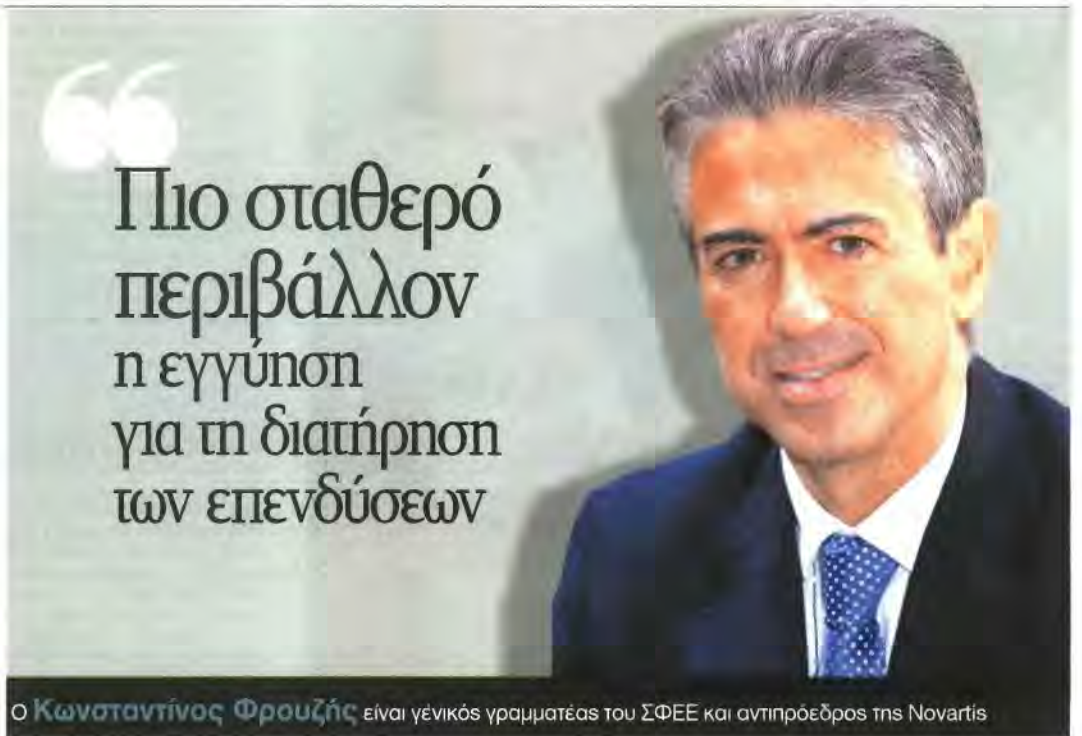 “
Πιο σταθερό
περιβάλλον
η εγγύηση
για τη διατήρηση
των επενδύσεων
Ο Κωνσταντίνος Φρουζής είναι γενικός γραμματέας του ΣΦΕΕ και αντιπρόεδρος της Novartis